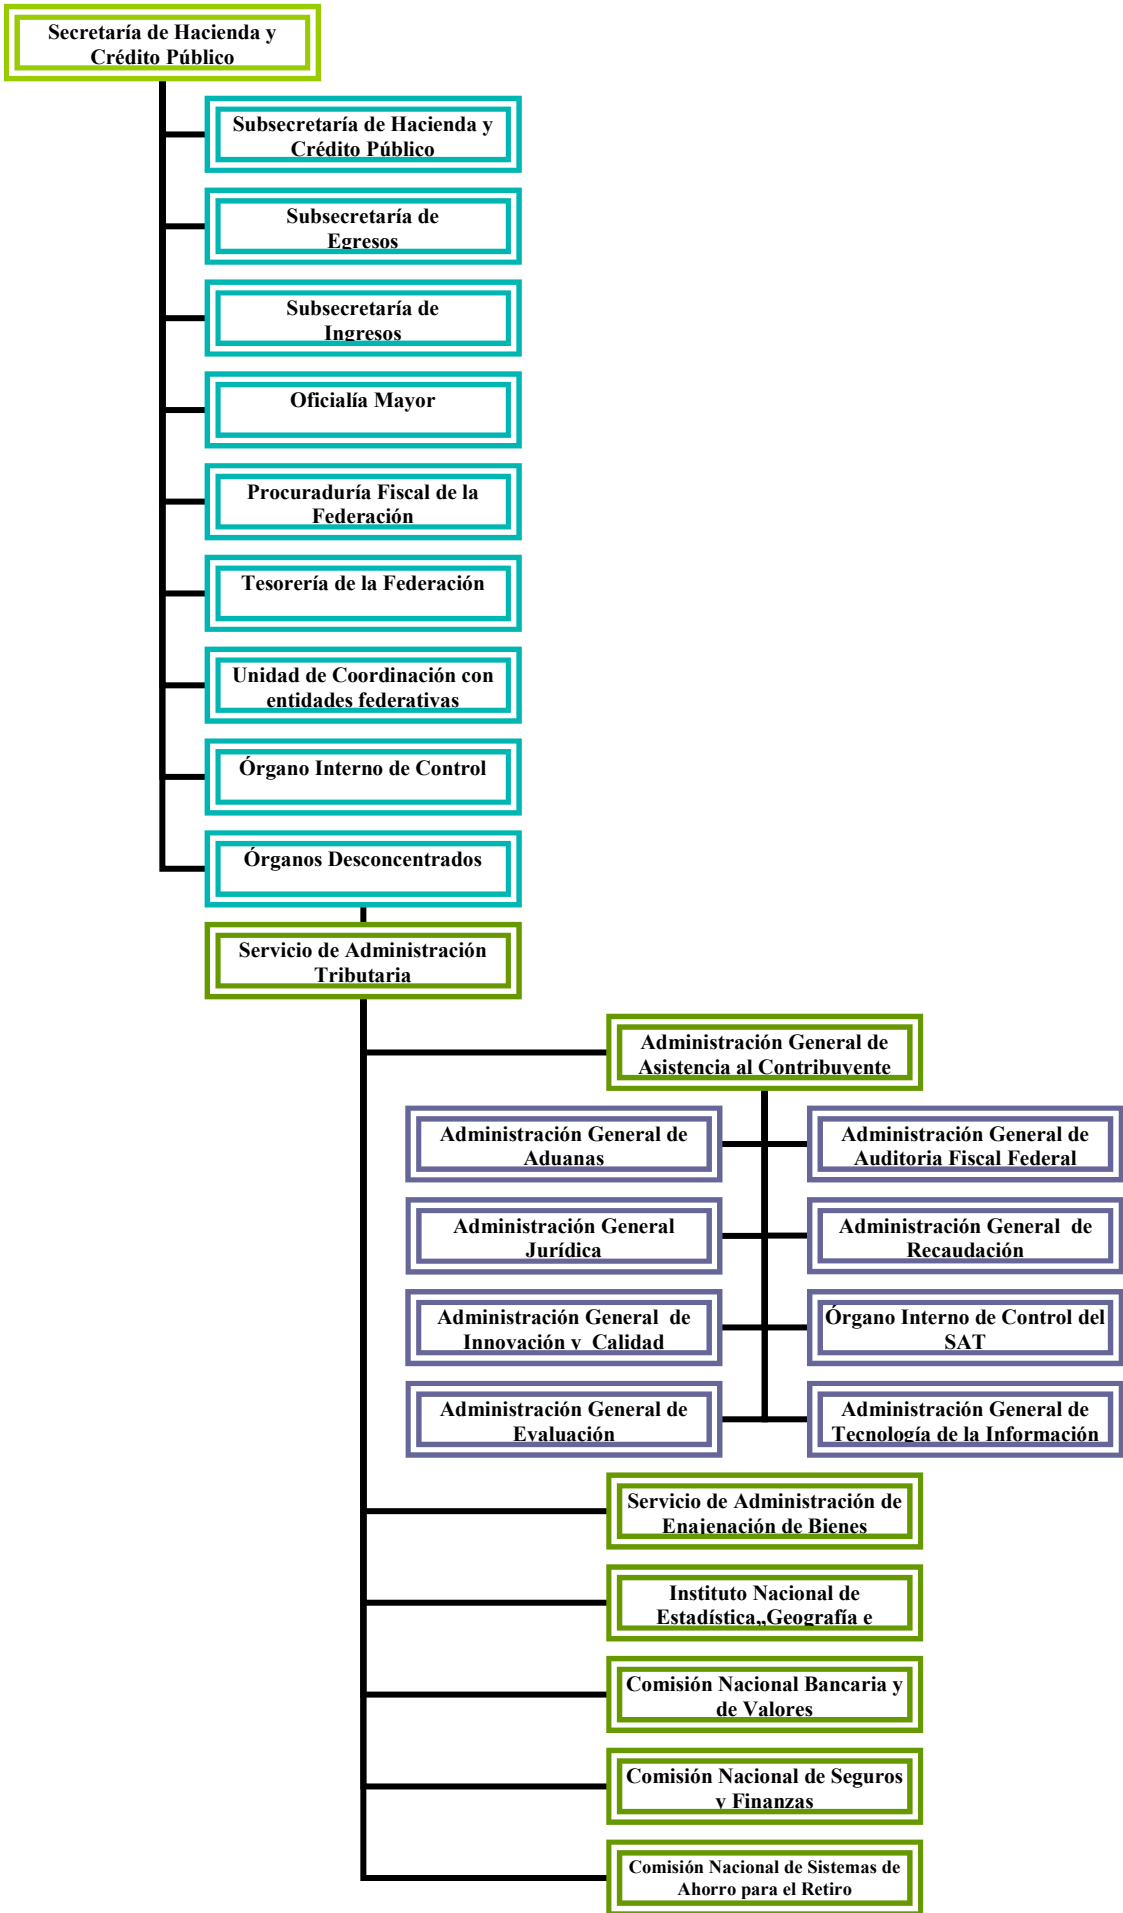 Secretaría de Hacienda y
Crédito Público
Subsecretaría de Hacienda y
Crédito Público
Subsecretaría de
Egresos
Subsecretaría de
Ingresos
Oficialía Mayor
Procuraduría Fiscal de la
Federación
Tesorería de la Federación
Unidad de Coordinación con
entidades federativas
Órgano Interno de Control
Órganos Desconcentrados
Servicio de Administración
Tributaria
Administración General de
Asistencia al Contribuyente
Administración General de
Aduanas
Administración General de
Auditoria Fiscal Federal
Administración General
Jurídica
Administración General de
Recaudación
Administración General de
Innovación y Calidad
Órgano Interno de Control del
SAT
Administración General de
Evaluación
Administración General de
Tecnología de la Información
Servicio de Administración de
Enajenación de Bienes
Instituto Nacional de
Estadística,,Geografía e
Comisión Nacional Bancaria y
de Valores
Comisión Nacional de Seguros
y Finanzas
Comisión Nacional de Sistemas de
Ahorro para el Retiro